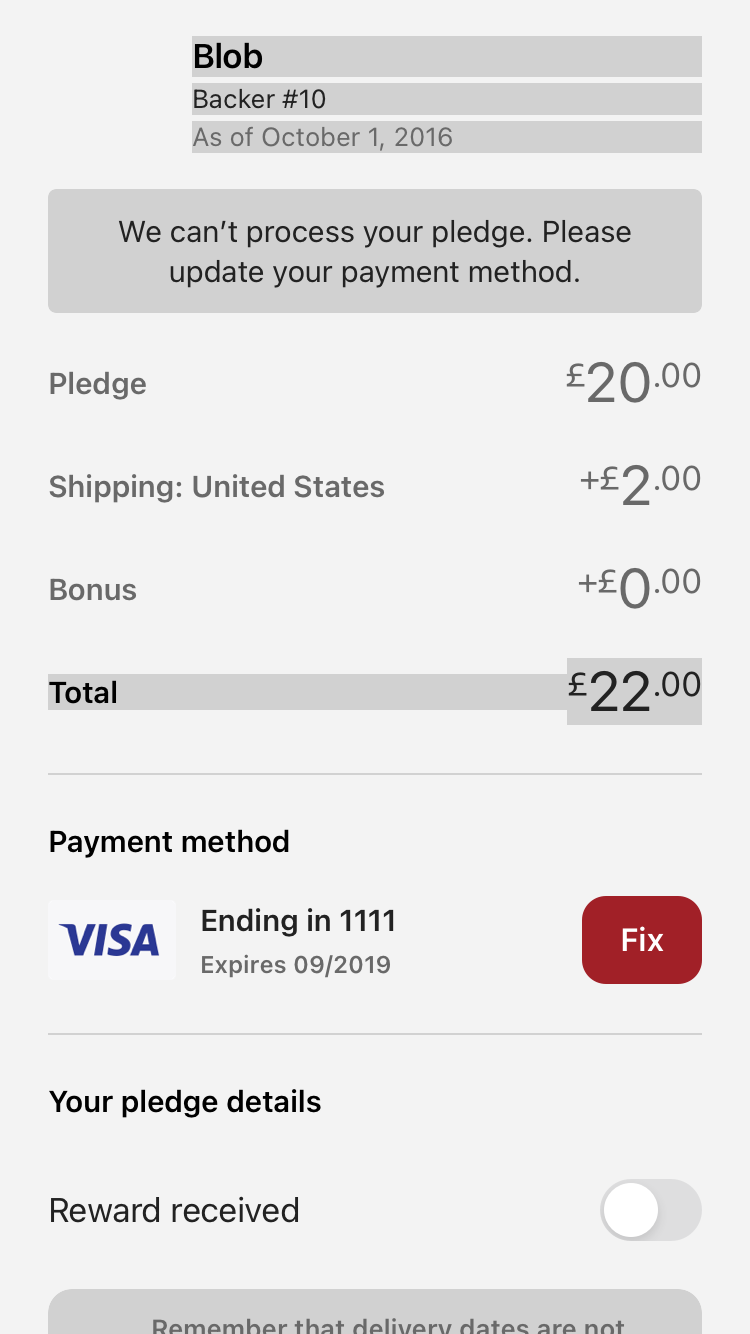 Blob
Backer #10
As of October 1, 2016
We can’t process your pledge. Please
update your payment method.
Pledge £20.00
Shipping: United States +£2.00
Bonus +£0.00
Total £22.00
Payment method
VISA
Ending in 1111
Expires 09/2019
Fix
Your pledge details
Reward received
Remember that delivery dates are not